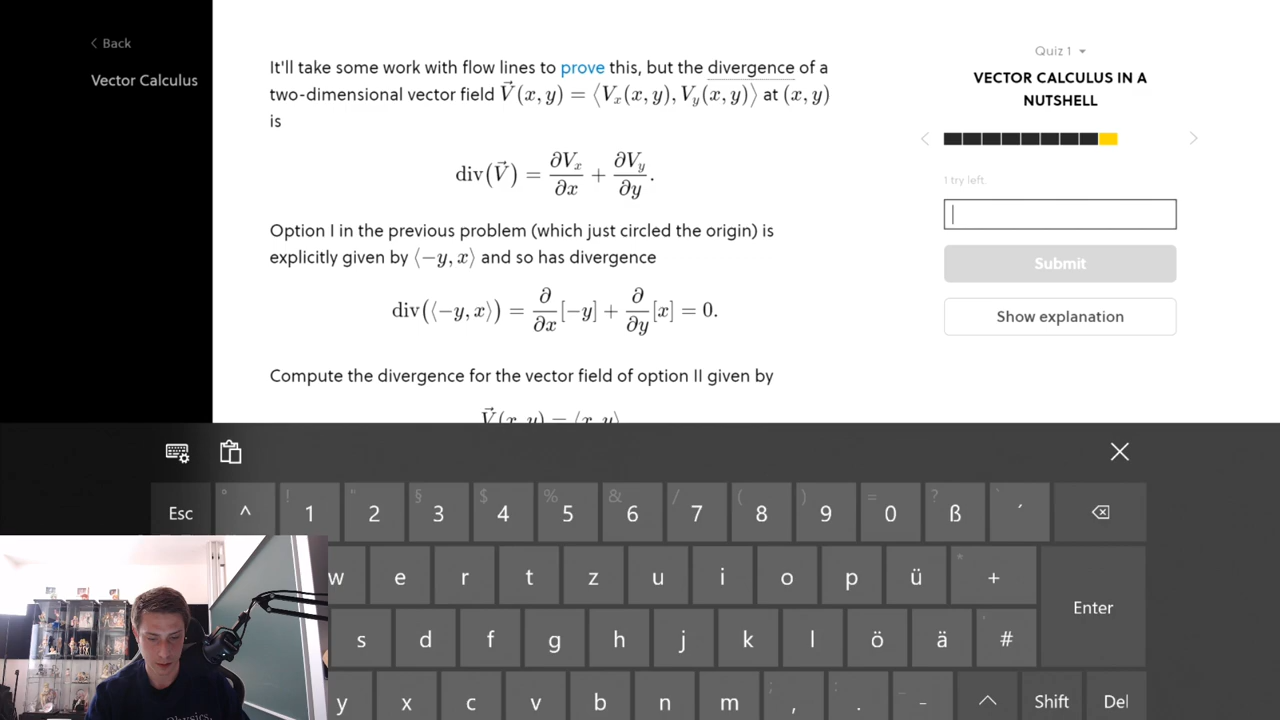 Back
Vector Calculus
It'll take some work with flow lines to prove this, but the divergence of a
two-dimensional vector field V⃗(x, y) = ⟨Vₓ(x, y), V_y(x, y)⟩ at (x, y)
is
div(V⃗) = ∂Vₓ/∂x + ∂V_y/∂y.
Option I in the previous problem (which just circled the origin) is
explicitly given by ⟨−y, x⟩ and so has divergence
div(⟨−y, x⟩) = ∂/∂x[−y] + ∂/∂y[x] = 0.
Compute the divergence for the vector field of option II given by
V⃗(x, y) = ⟨x, y⟩
Quiz 1
VECTOR CALCULUS IN A
NUTSHELL
1 try left.
Submit
Show explanation
° ! " § $ % & / ( ) = ? `
Esc ^ 1 2 3 4 5 6 7 8 9 0 ß ´
w e r t z u i o p ü * +
Enter
s d f g h j k l ö ä ' #
y x c v b n m ; , : . _ - Shift Del
Physics,